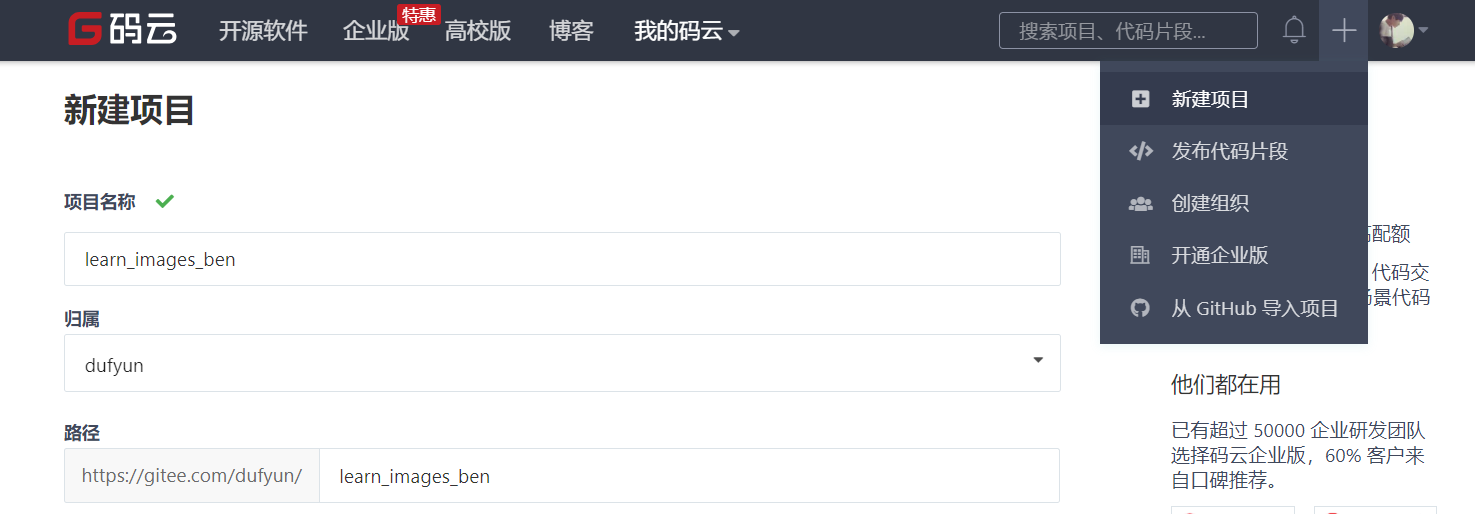 G 码云 开源软件 企业版 特惠 高校版 博客 我的码云 搜索项目、代码片段...
新建项目
项目名称
learn_images_ben
归属
dufyun
路径
https://gitee.com/dufyun/ learn_images_ben
新建项目
发布代码片段
创建组织
开通企业版
从 GitHub 导入项目
配额
代码交
景代码
他们都在用
已有超过 50000 企业研发团队
选择码云企业版，60% 客户来
自口碑推荐。